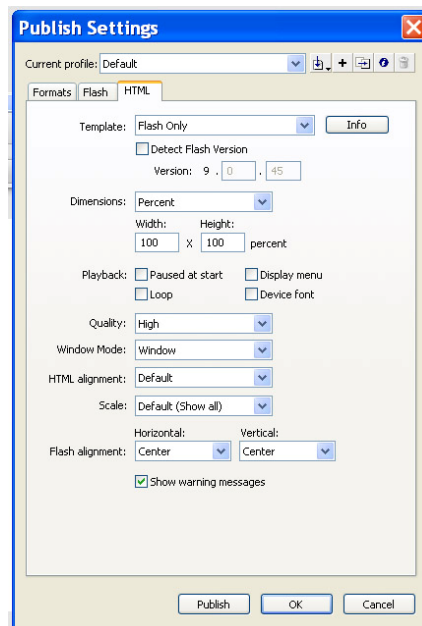 Publish Settings
Current profile: Default
Formats Flash HTML
Template: Flash Only Info
Detect Flash Version
Version: 9 . 0 . 45
Dimensions: Percent
Width: Height:
100 X 100 percent
Playback: Paused at start Display menu
Loop Device font
Quality: High
Window Mode: Window
HTML alignment: Default
Scale: Default (Show all)
Horizontal: Vertical:
Flash alignment: Center Center
Show warning messages
Publish OK Cancel